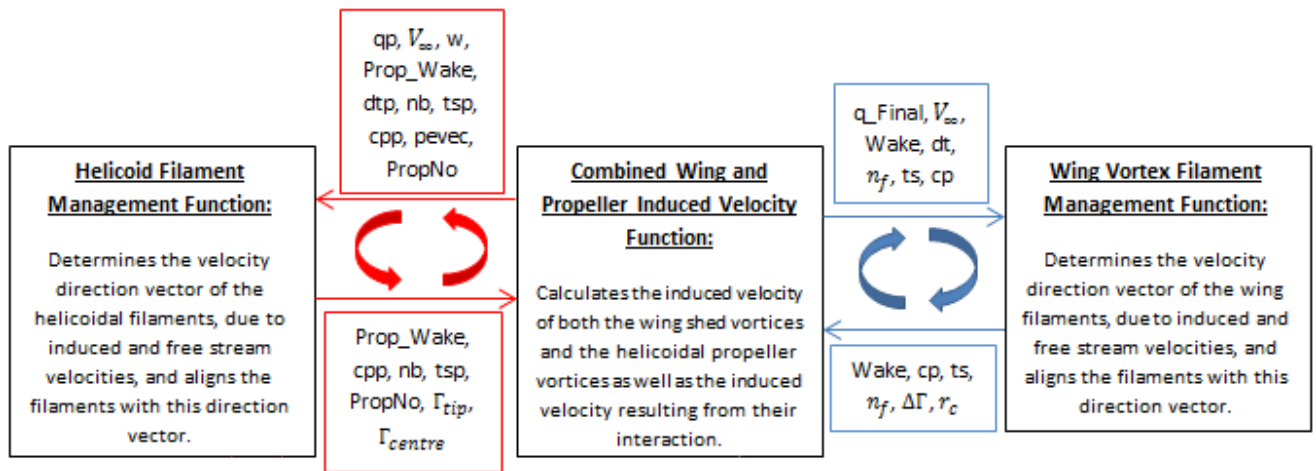 qp, V∞, w,
Prop_Wake,
dtp, nb, tsp,
cpp, pevec,
PropNo
q_Final, V∞,
Wake, dt,
n_f, ts, cp
Helicoid Filament
Management Function:
Determines the velocity
direction vector of the
helicoidal filaments, due to
induced and free stream
velocities, and aligns the
filaments with this direction
vector.
Combined Wing and
Propeller Induced Velocity
Function:
Calculates the induced velocity
of both the wing shed vortices
and the helicoidal propeller
vortices as well as the induced
velocity resulting from their
interaction.
Wing Vortex Filament
Management Function:
Determines the velocity
direction vector of the wing
filaments, due to induced and
free stream velocities, and
aligns the filaments with this
direction vector.
Prop_Wake,
cpp, nb, tsp,
PropNo, Γ_tip,
Γ_centre
Wake, cp, ts,
n_f, ΔΓ, r_c